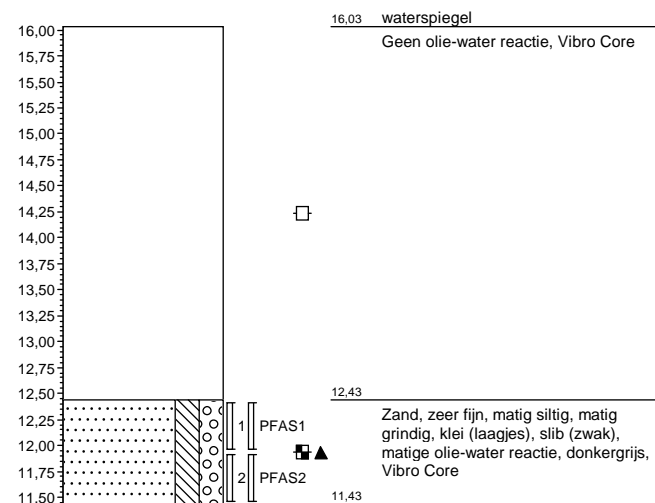 16,03 waterspiegel
16,00
Geen olie-water reactie, Vibro Core
15,75
15,50
15,25
15,00
14,75
14,50
14,25
14,00
13,75
13,50
13,25
13,00
12,75
12,50
12,43
12,25
Zand, zeer fijn, matig siltig, matig
1 PFAS1
grindig, klei (laagjes), slib (zwak),
12,00
matige olie-water reactie, donkergrijs,
11,75
2 PFAS2
Vibro Core
11,50
11,43